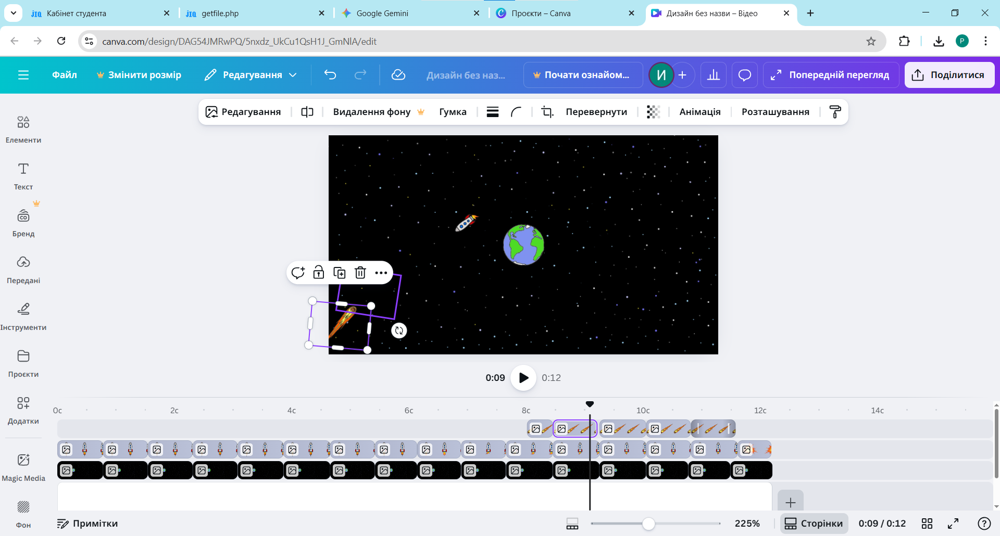 Кабінет студента
getfile.php
Google Gemini
Проєкти – Canva
Дизайн без назви – Відео
canva.com/design/DAG54JMRwPQ/5nxdz_UkCu1QsH1J_GmNlA/edit
P
Файл
Змінити розмір
Редагування
Дизайн без наз...
Почати ознайом...
И
Попередній перегляд
Поділитися
Редагування
Видалення фону
Гумка
Перевернути
Анімація
Розташування
Елементи
Текст
Бренд
Передані
Інструменти
Проєкти
Додатки
Magic Media
Фон
0:09
0:12
0с
2с
4с
6с
8с
10с
12с
14с
Примітки
225%
Сторінки
0:09 / 0:12